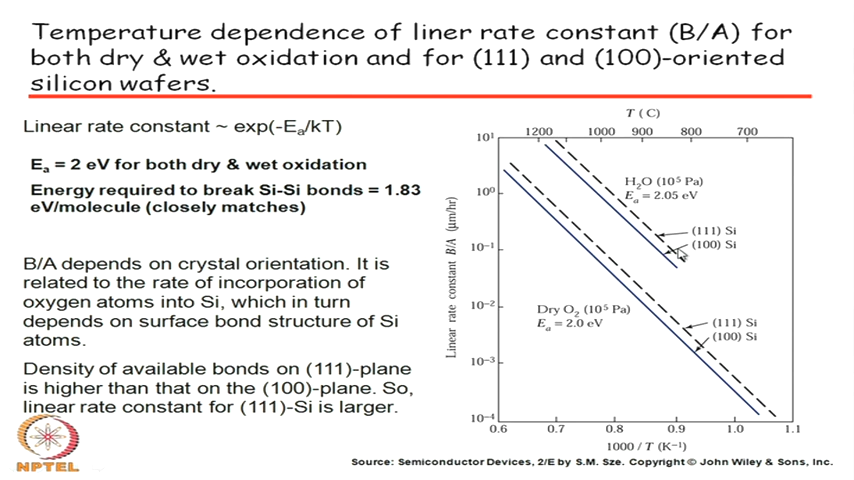 Temperature dependence of liner rate constant (B/A) for
both dry & wet oxidation and for (111) and (100)-oriented
silicon wafers.
Linear rate constant ~ exp(-Ea/kT)
Ea = 2 eV for both dry & wet oxidation
Energy required to break Si-Si bonds = 1.83
eV/molecule (closely matches)
B/A depends on crystal orientation. It is
related to the rate of incorporation of
oxygen atoms into Si, which in turn
depends on surface bond structure of Si
atoms.
Density of available bonds on (111)-plane
is higher than that on the (100)-plane. So,
linear rate constant for (111)-Si is larger.
NPTEL
T ( C)
1200 1000 900 800 700
10¹
10⁰
10⁻¹
10⁻²
10⁻³
10⁻⁴
Linear rate constant B/A (μm/hr)
H₂O (10⁵ Pa)
Ea = 2.05 eV
(111) Si
(100) Si
Dry O₂ (10⁵ Pa)
Ea = 2.0 eV
(111) Si
(100) Si
0.6 0.7 0.8 0.9 1.0 1.1
1000 / T (K⁻¹)
Source: Semiconductor Devices, 2/E by S.M. Sze. Copyright © John Wiley & Sons, Inc.